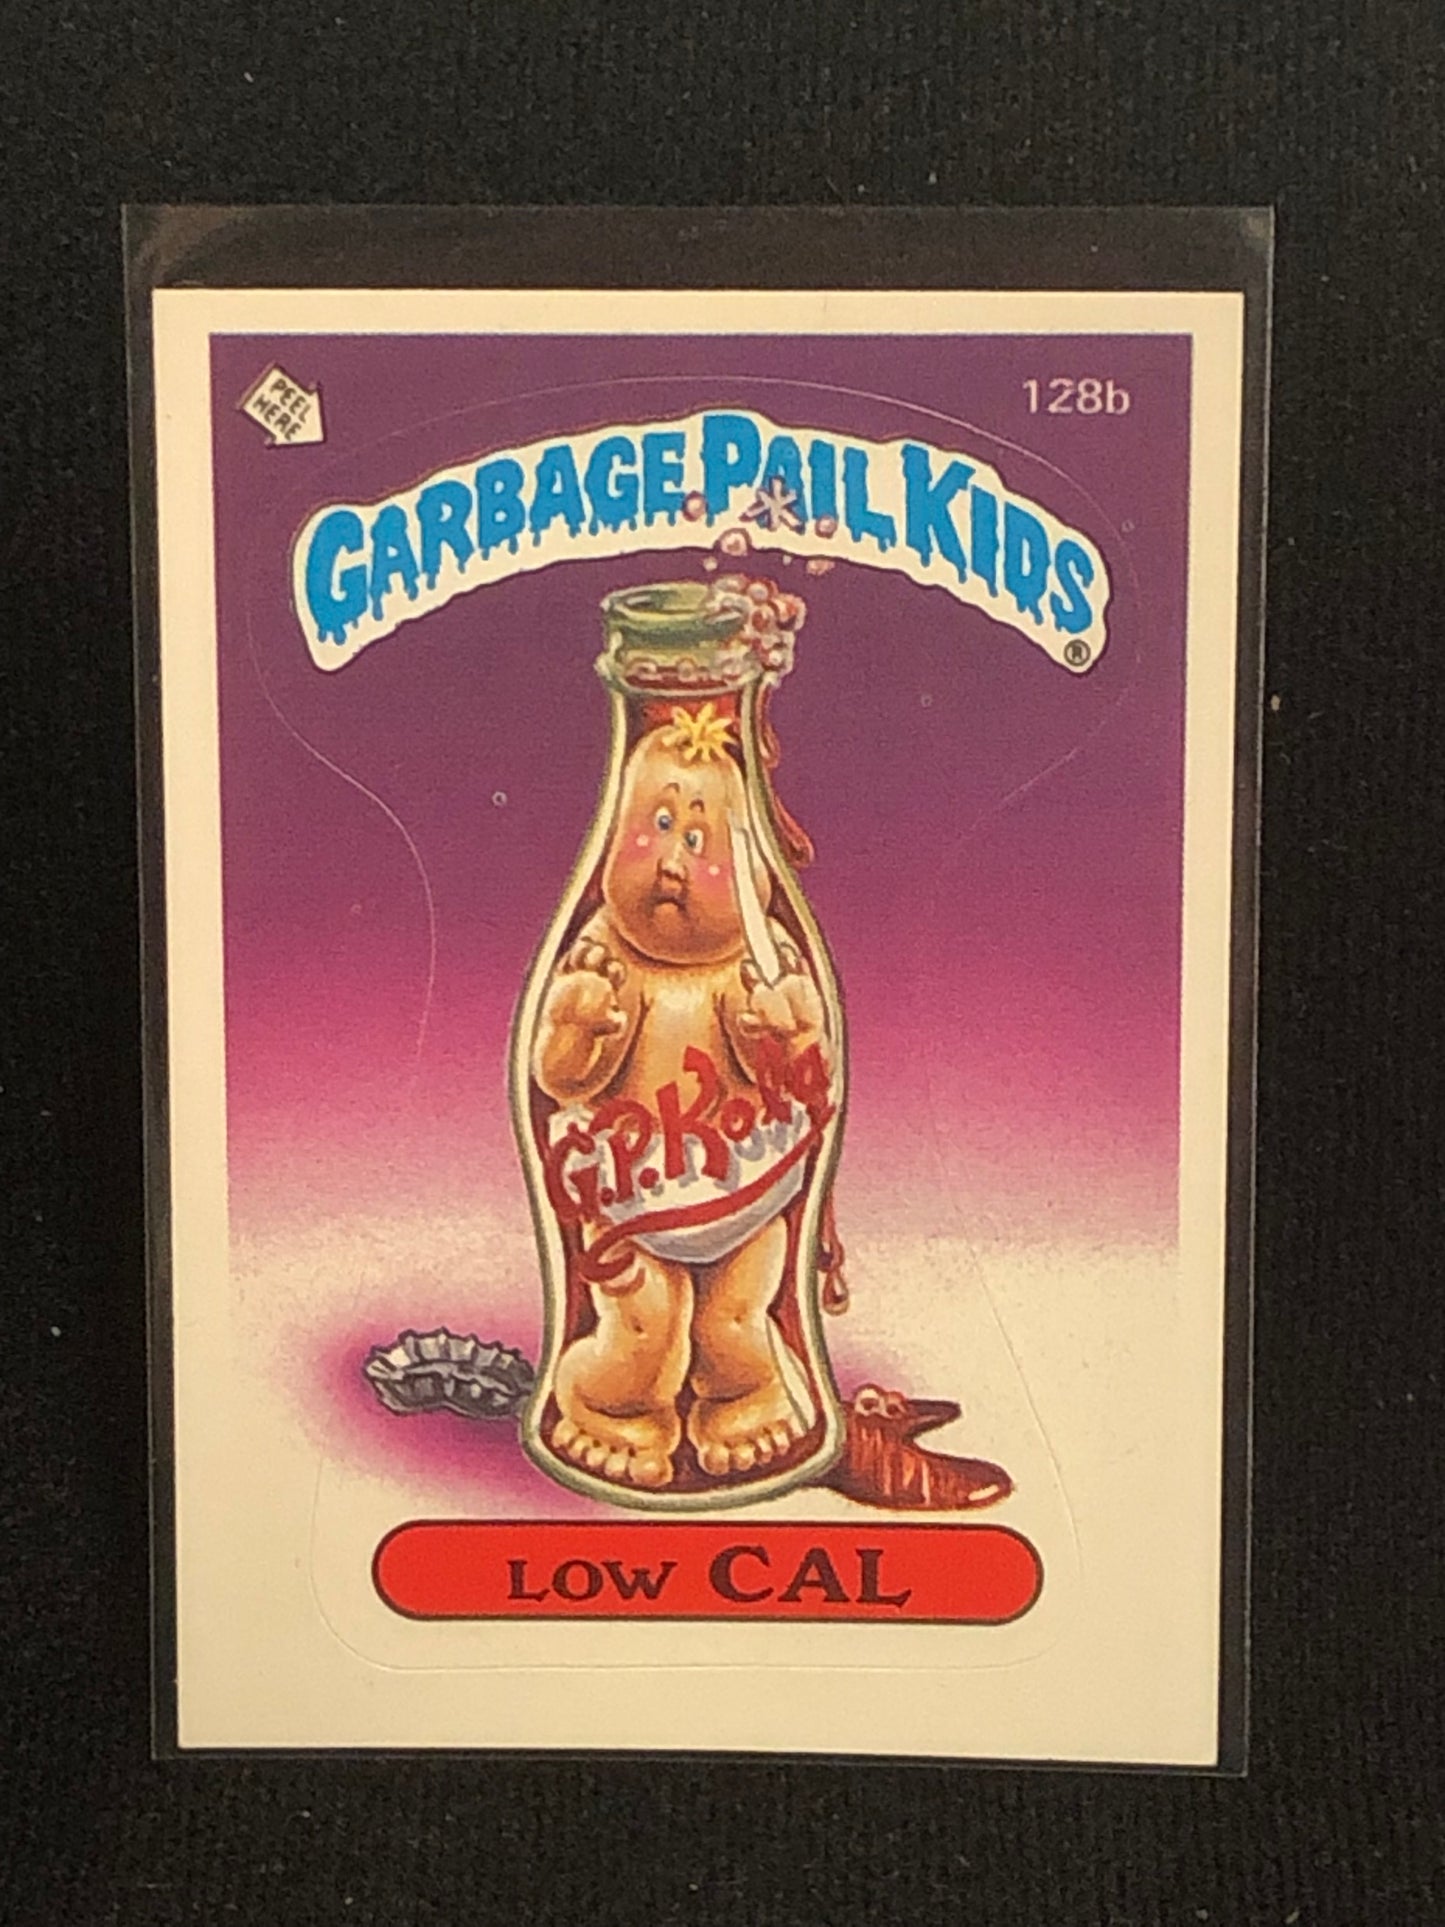 PEEL
HERE
128b
GARBAGE PAIL KIDS
®
G.P. Kola
LOW CAL